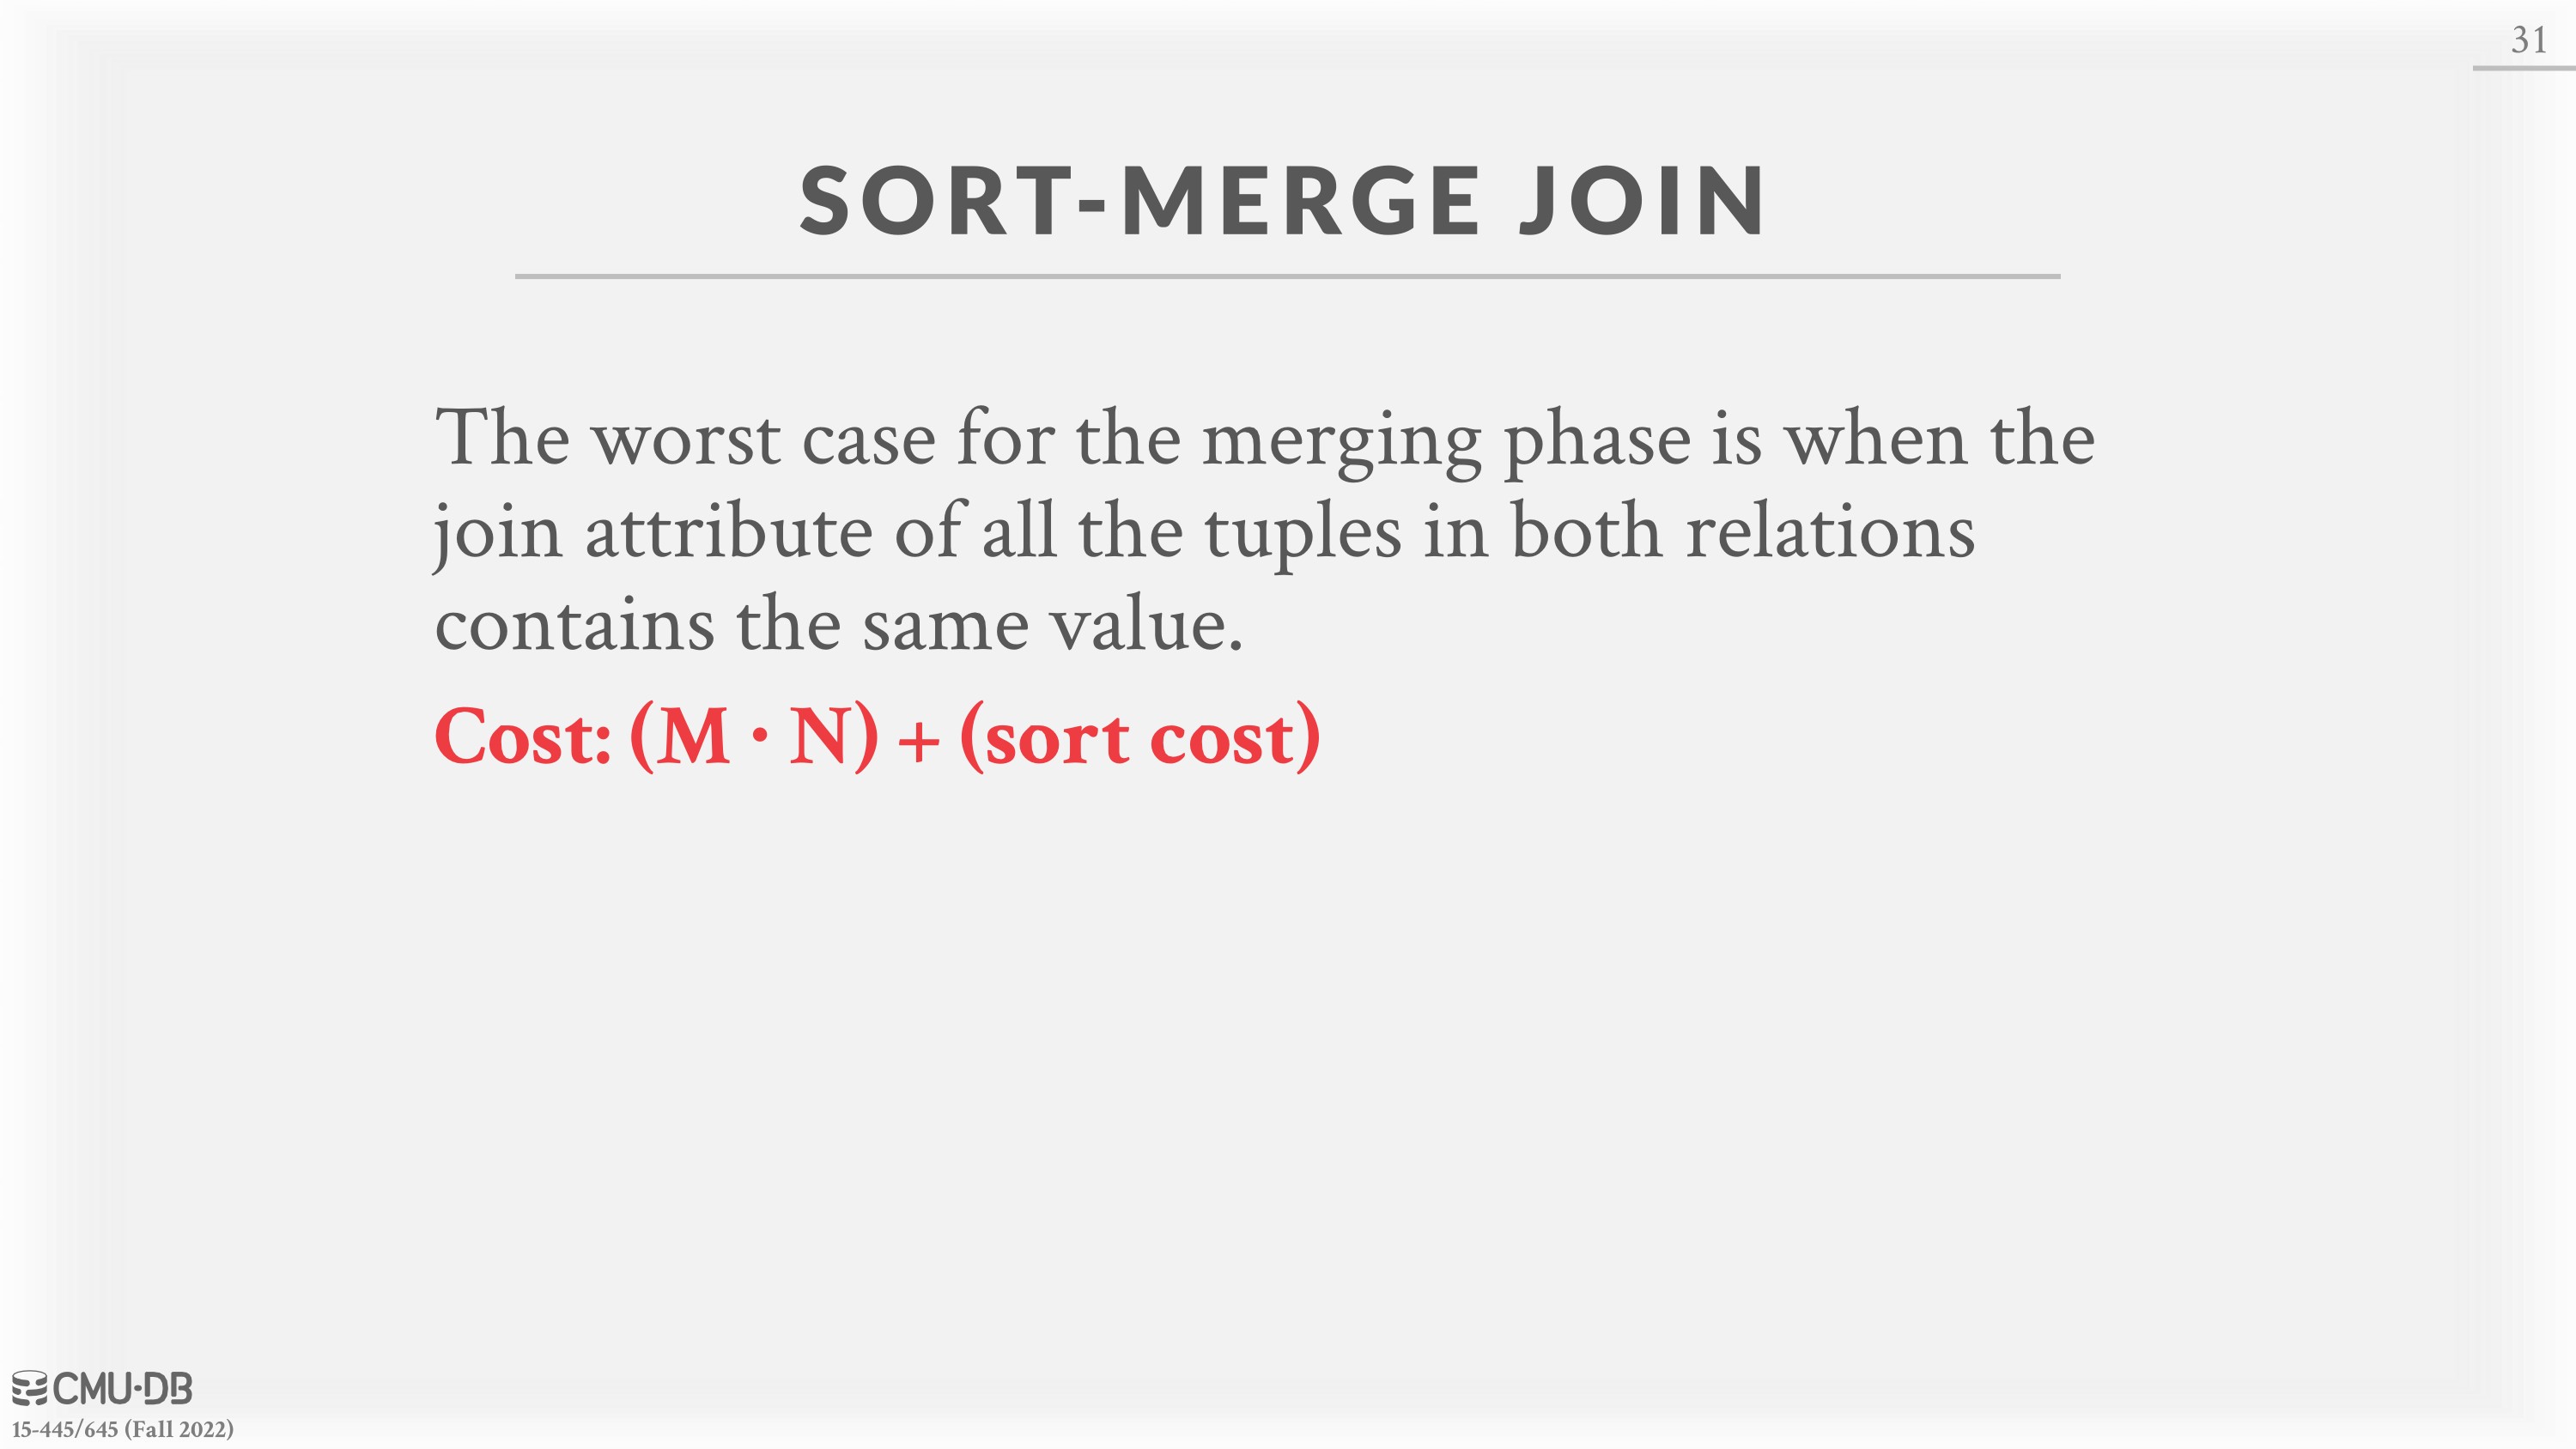 31
SORT-MERGE JOIN
The worst case for the merging phase is when the
join attribute of all the tuples in both relations
contains the same value.
Cost: (M · N) + (sort cost)
CMU·DB
15-445/645 (Fall 2022)